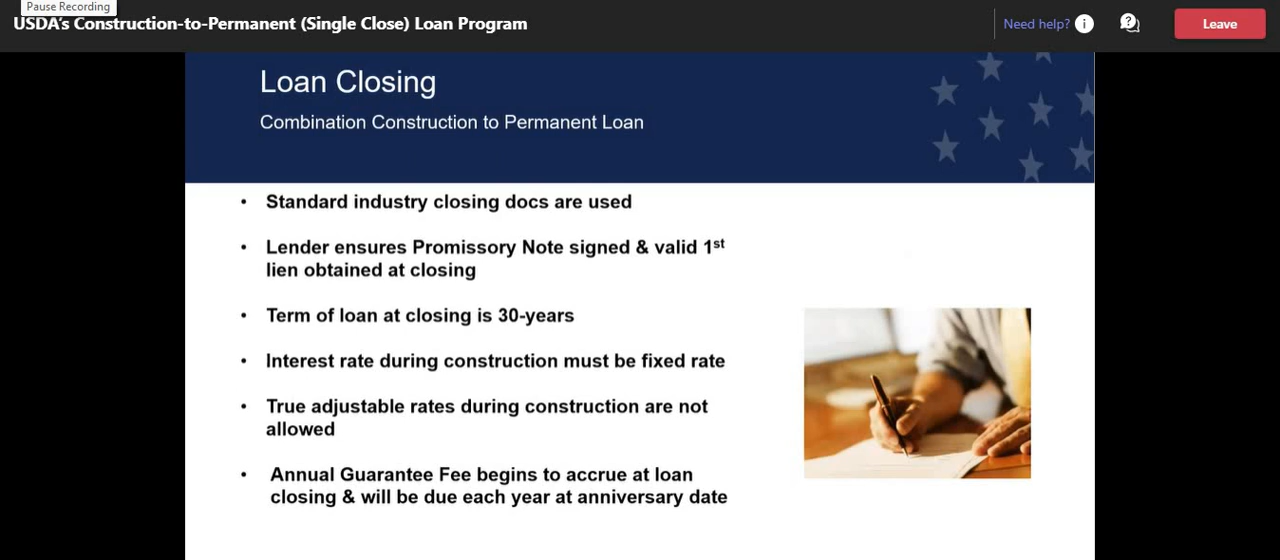 Pause Recording
USDA's Construction-to-Permanent (Single Close) Loan Program
Need help?
Leave
Loan Closing
Combination Construction to Permanent Loan
• Standard industry closing docs are used
• Lender ensures Promissory Note signed & valid 1st
lien obtained at closing
• Term of loan at closing is 30-years
• Interest rate during construction must be fixed rate
• True adjustable rates during construction are not
allowed
• Annual Guarantee Fee begins to accrue at loan
closing & will be due each year at anniversary date